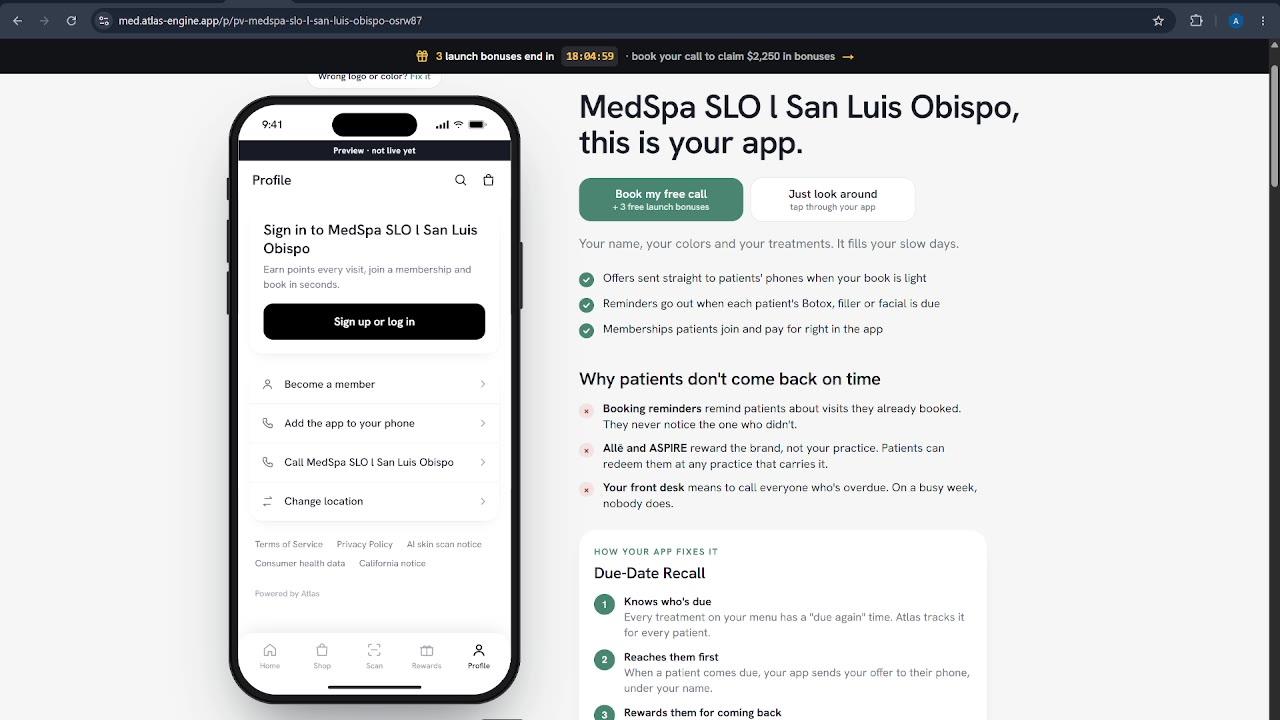 med.atlas-engine.app/p/pv-medspa-slo-l-san-luis-obispo-osrw87
A
3 launch bonuses end in 18:04:59 · book your call to claim $2,250 in bonuses →
Wrong logo or color? Fix it
9:41
Preview · not live yet
Profile
Sign in to MedSpa SLO l San Luis
Obispo
Earn points every visit, join a membership and
book in seconds.
Sign up or log in
Become a member
Add the app to your phone
Call MedSpa SLO l San Luis Obispo
Change location
Terms of Service Privacy Policy AI skin scan notice
Consumer health data California notice
Powered by Atlas
Home Shop Scan Rewards Profile
MedSpa SLO l San Luis Obispo,
this is your app.
Book my free call
+ 3 free launch bonuses
Just look around
tap through your app
Your name, your colors and your treatments. It fills your slow days.
Offers sent straight to patients' phones when your book is light
Reminders go out when each patient's Botox, filler or facial is due
Memberships patients join and pay for right in the app
Why patients don't come back on time
Booking reminders remind patients about visits they already booked.
They never notice the one who didn't.
Allē and ASPIRE reward the brand, not your practice. Patients can
redeem them at any practice that carries it.
Your front desk means to call everyone who's overdue. On a busy week,
nobody does.
HOW YOUR APP FIXES IT
Due-Date Recall
1 Knows who's due
Every treatment on your menu has a "due again" time. Atlas tracks it
for every patient.
2 Reaches them first
When a patient comes due, your app sends your offer to their phone,
under your name.
3 Rewards them for coming back